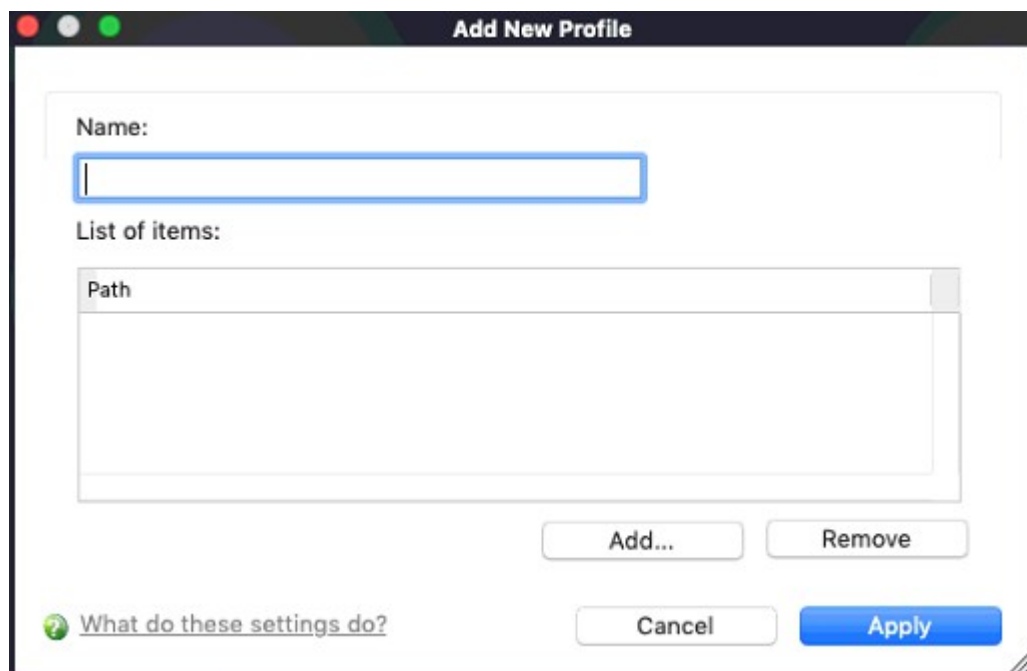 Add New Profile
Name:
List of items:
Path
Add...
Remove
What do these settings do?
Cancel
Apply